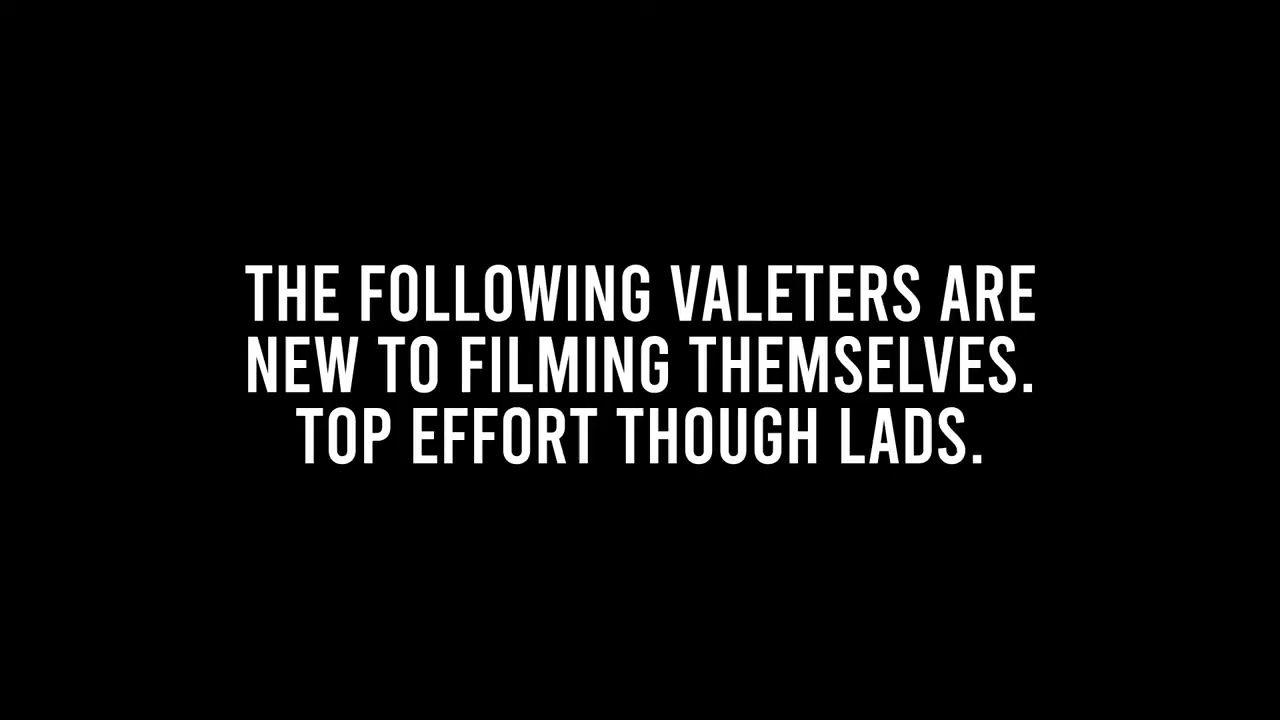 THE FOLLOWING VALETERS ARE
NEW TO FILMING THEMSELVES.
TOP EFFORT THOUGH LADS.